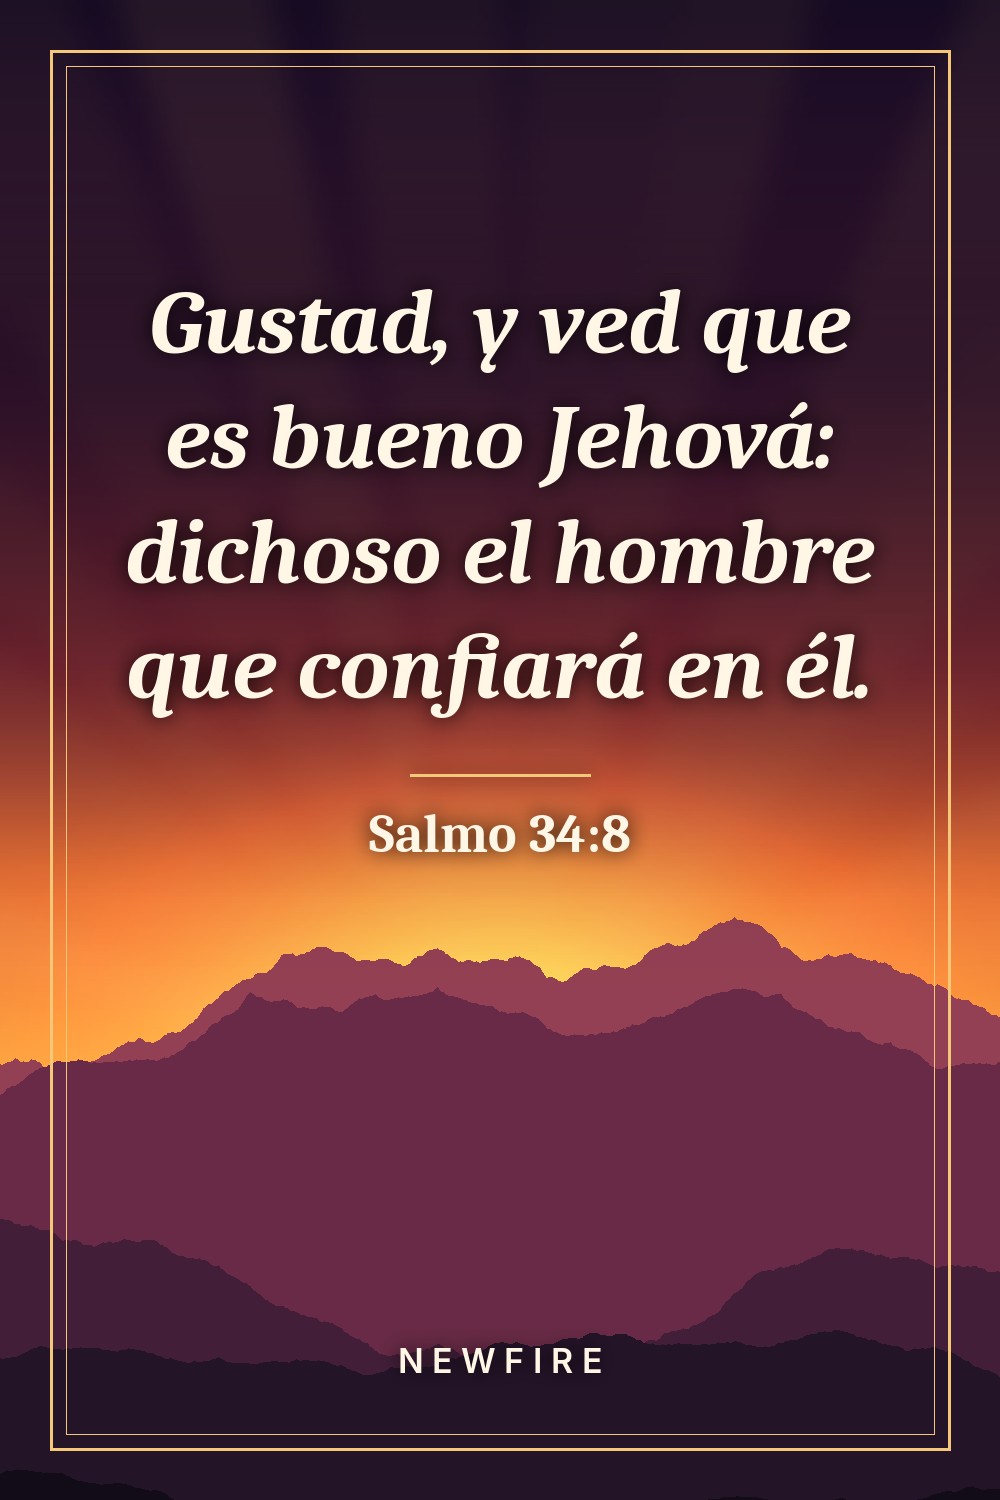 Gustad, y ved que
es bueno Jehová:
dichoso el hombre
que confiará en él.
Salmo 34:8
NEWFIRE